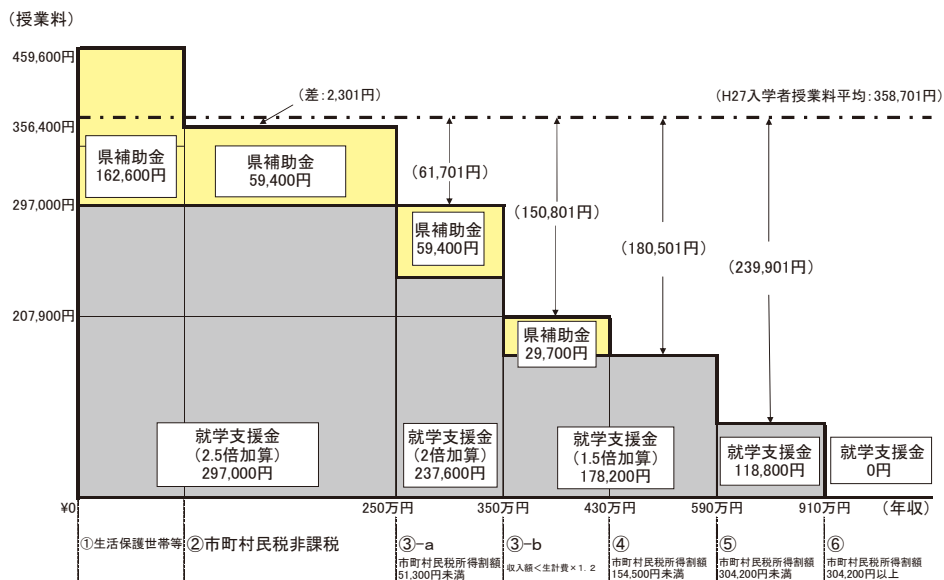 （授業料）
459,600円
（差：2,301円）
（H27入学者授業料平均：358,701円）
356,400円
県補助金
162,600円
県補助金
59,400円
（61,701円）
297,000円
（150,801円）
県補助金
59,400円
（180,501円）
（239,901円）
207,900円
県補助金
29,700円
就学支援金
（2.5倍加算）
297,000円
就学支援金
（2倍加算）
237,600円
就学支援金
（1.5倍加算）
178,200円
就学支援金
118,800円
就学支援金
0円
¥0
250万円
350万円
430万円
590万円
910万円
（年収）
①生活保護世帯等
②市町村民税非課税
③-a
市町村民税所得割額
51,300円未満
③-b
収入額＜生計費×１.２
④
市町村民税所得割額
154,500円未満
⑤
市町村民税所得割額
304,200円未満
⑥
市町村民税所得割額
304,200円以上